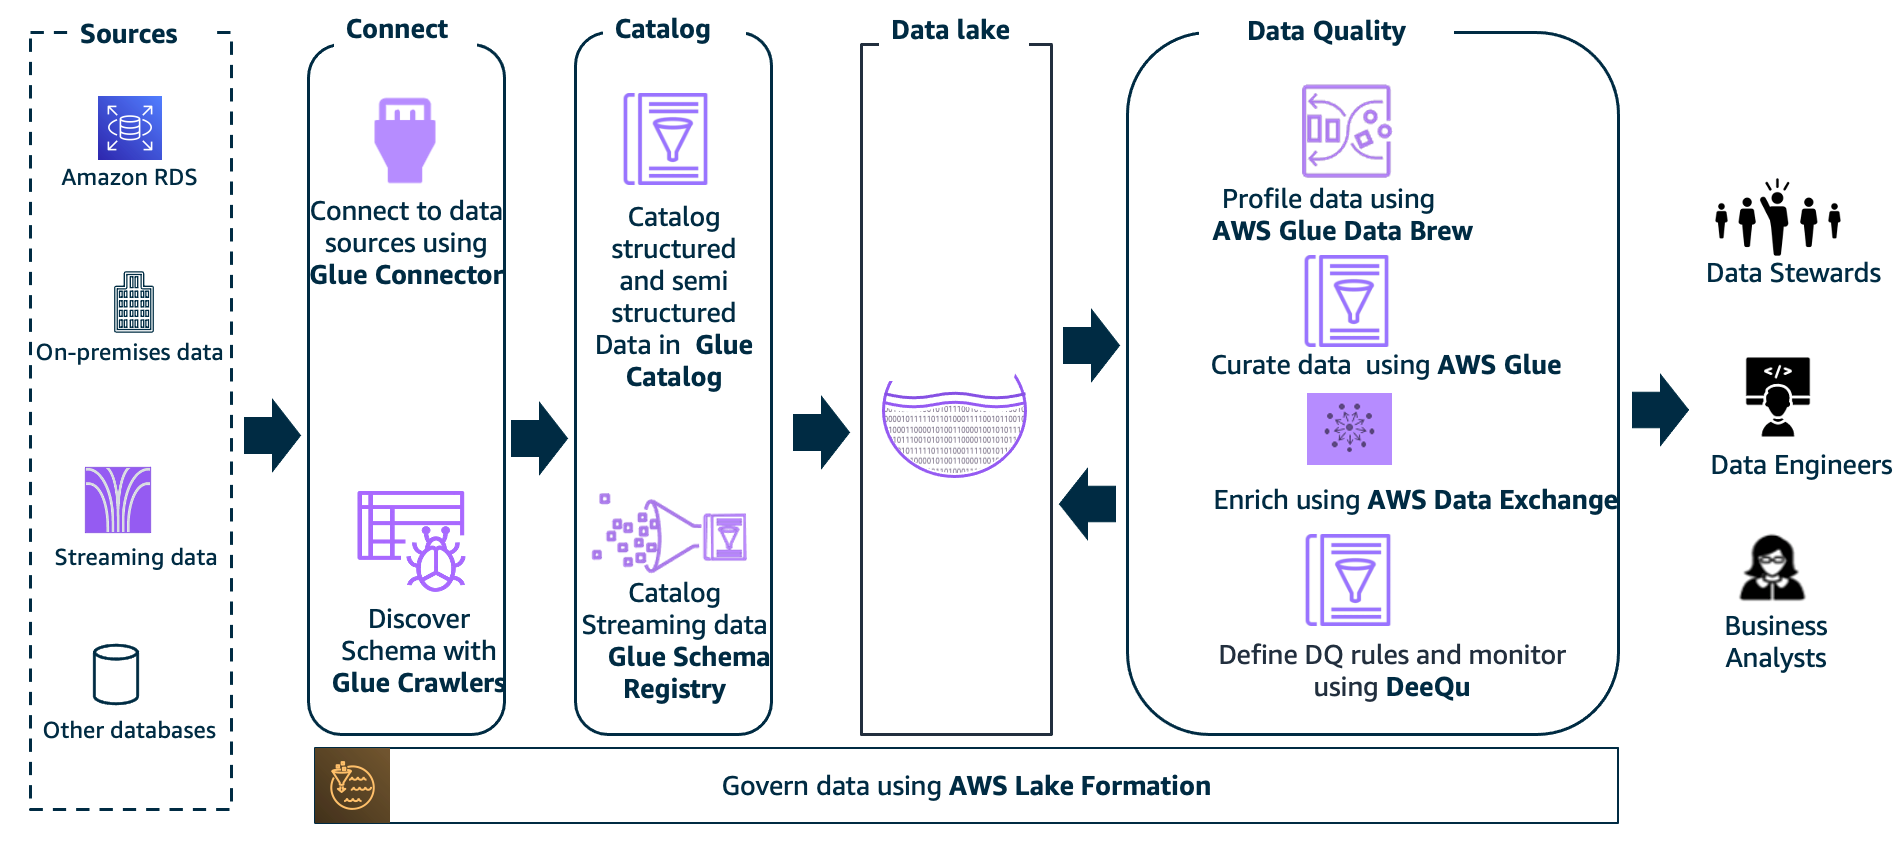 Sources
Amazon RDS
On-premises data
Streaming data
Other databases
Connect
Connect to data
sources using
Glue Connector
Discover
Schema with
Glue Crawlers
Catalog
Catalog
structured
and semi
structured
Data in Glue
Catalog
Catalog
Streaming data
Glue Schema
Registry
Data lake
Data Quality
Profile data using
AWS Glue Data Brew
Curate data using AWS Glue
Enrich using AWS Data Exchange
Define DQ rules and monitor
using DeeQu
Data Stewards
</>
Data Engineers
Business
Analysts
Govern data using AWS Lake Formation